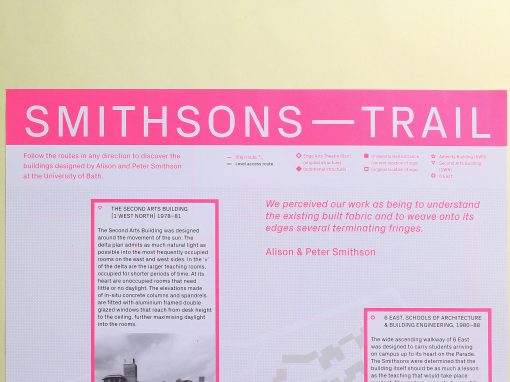 SMITHSONS — TRAIL
Follow the routes in any direction to discover the
buildings designed by Alison and Peter Smithson
at the University of Bath.
Level access route
6 East
We perceived our work as being to understand
the existing built fabric and to weave onto its
edges several terminating fringes.
Alison & Peter Smithson
THE SECOND ARTS BUILDING
[1 WEST NORTH] 1978–81
The Second Arts Building was designed
around the movement of the sun. The
delta plan admits as much natural light as
possible into the most frequently occupied
rooms on the east and west sides. In the 'v'
of the delta are the larger teaching rooms,
occupied for shorter periods of time. At its
heart are unoccupied rooms that need
little or no daylight. The elevations made
of in-situ concrete columns and spandrels
are fitted with aluminium framed double
glazed windows that reach from desk height
to the ceiling, further maximising daylight
into the rooms.
6 EAST, SCHOOLS OF ARCHITECTURE
& BUILDING ENGINEERING, 1980–88
The wide ascending walkway of 6 East
was designed to carry students arriving
on campus up to its heart on the Parade.
The Smithsons were determined that the
building itself should be as much a lesson
as the teaching that would take place